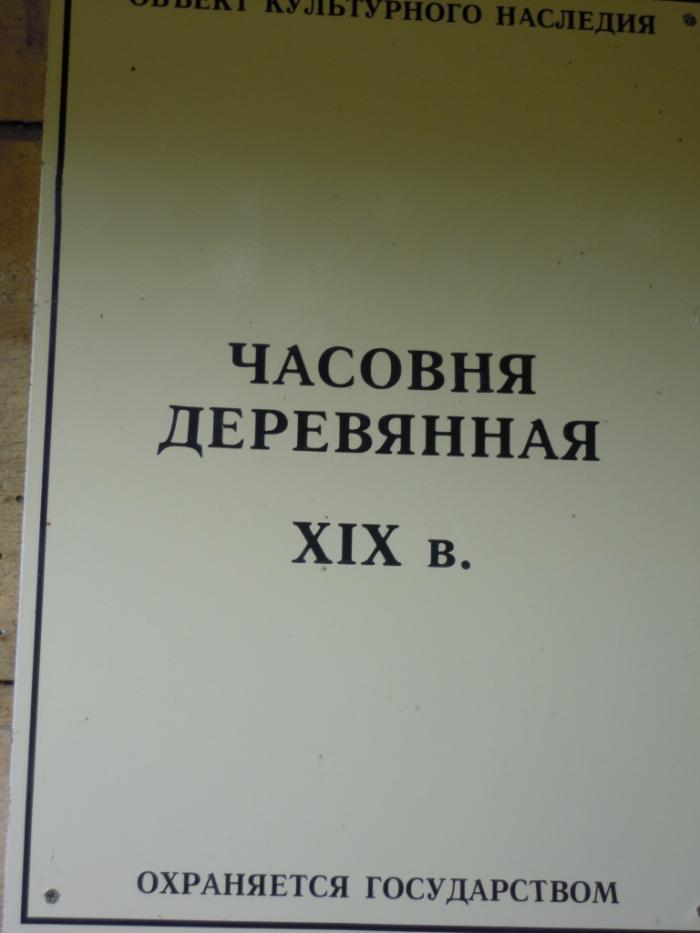 ОБЪЕКТ КУЛЬТУРНОГО НАСЛЕДИЯ
ЧАСОВНЯ
ДЕРЕВЯННАЯ
XIX в.
ОХРАНЯЕТСЯ ГОСУДАРСТВОМ